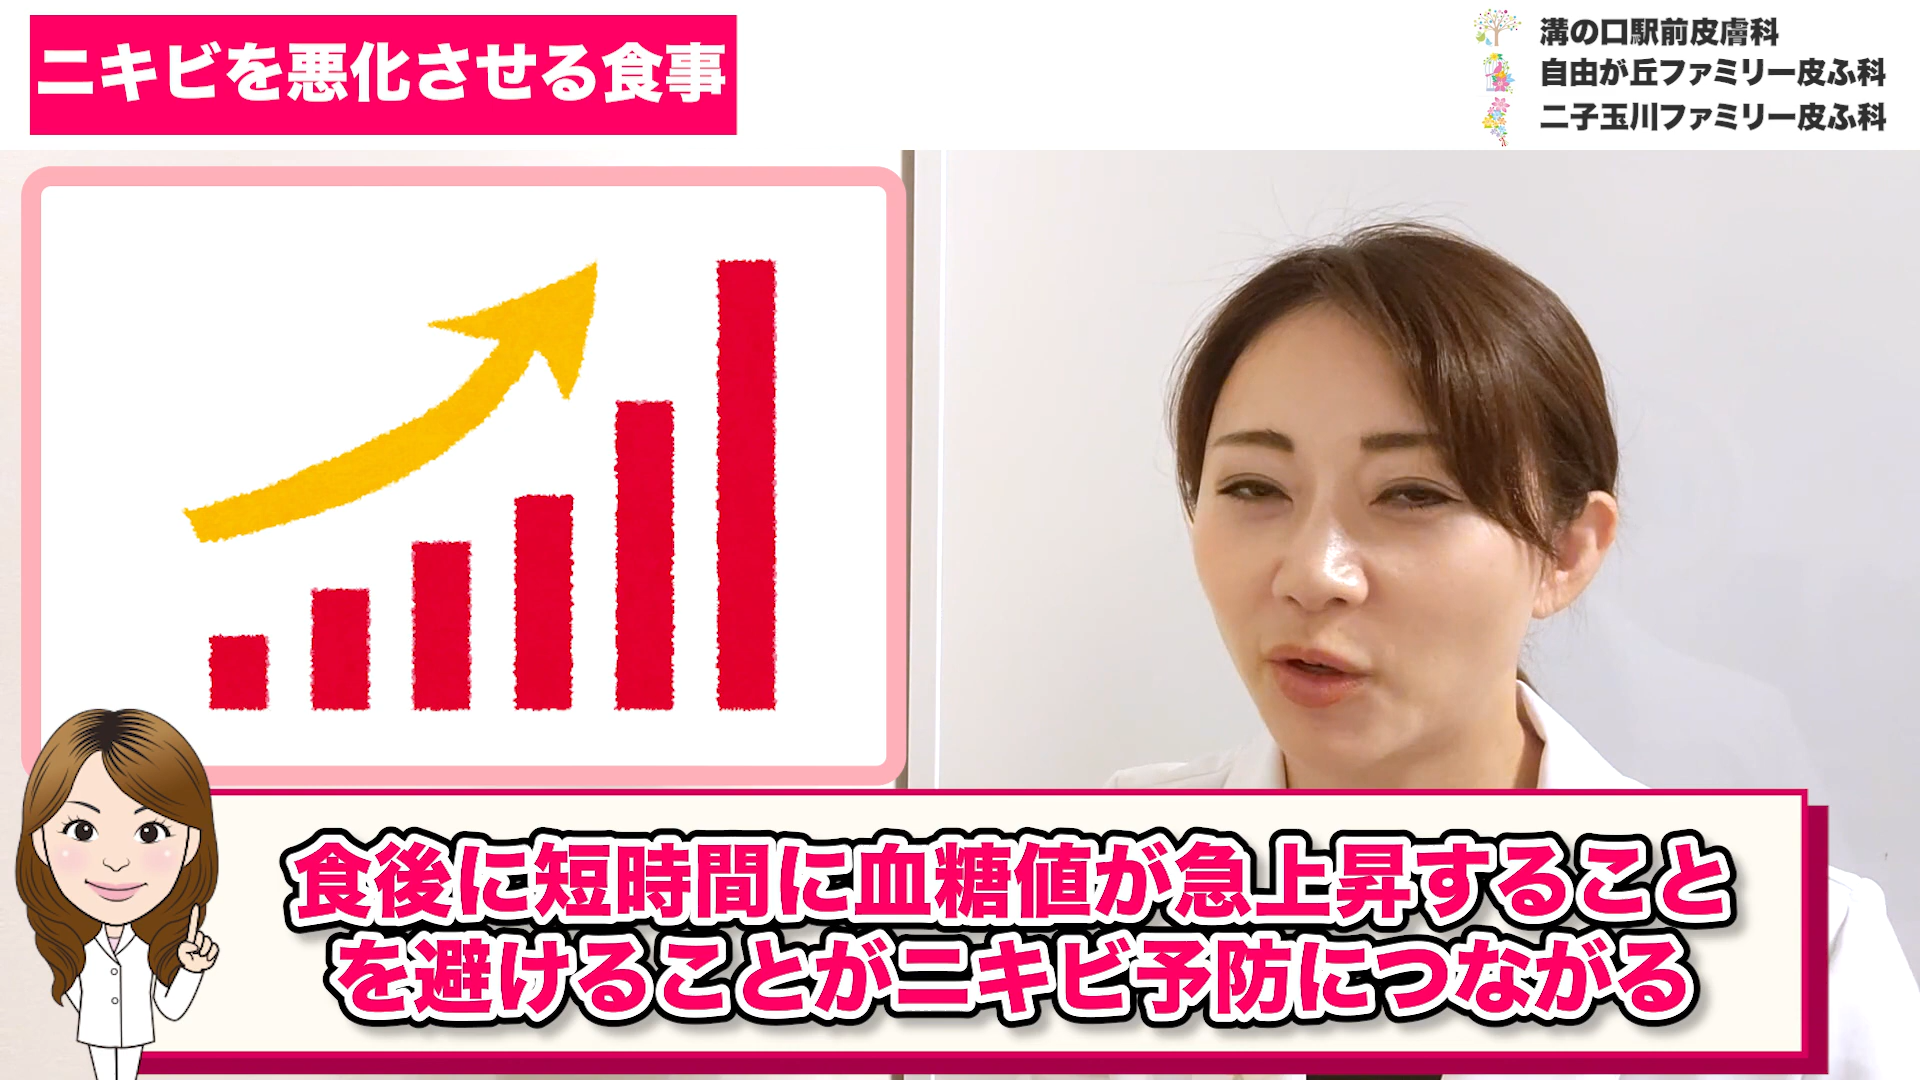 ニキビを悪化させる食事
溝の口駅前皮膚科
自由が丘ファミリー皮ふ科
二子玉川ファミリー皮ふ科
食後に短時間に血糖値が急上昇すること
を避けることがニキビ予防につながる